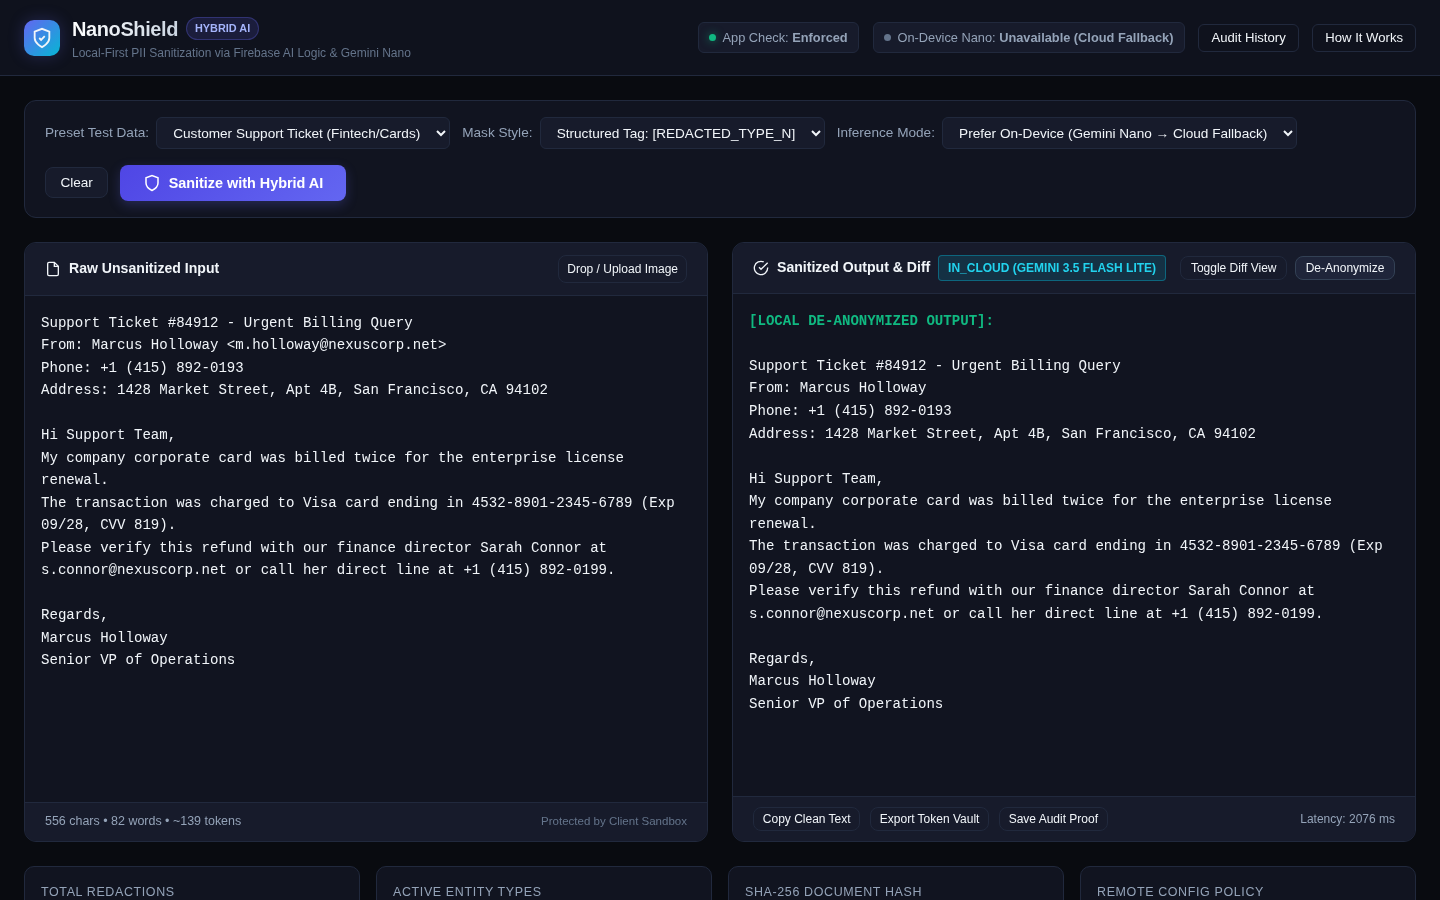 NanoShield HYBRID AI
Local-First PII Sanitization via Firebase AI Logic & Gemini Nano
App Check: Enforced
On-Device Nano: Unavailable (Cloud Fallback)
Audit History
How It Works
Preset Test Data: Customer Support Ticket (Fintech/Cards)
Mask Style: Structured Tag: [REDACTED_TYPE_N]
Inference Mode: Prefer On-Device (Gemini Nano → Cloud Fallback)
Clear
Sanitize with Hybrid AI
Raw Unsanitized Input
Drop / Upload Image
Support Ticket #84912 - Urgent Billing Query
From: Marcus Holloway <m.holloway@nexuscorp.net>
Phone: +1 (415) 892-0193
Address: 1428 Market Street, Apt 4B, San Francisco, CA 94102
Hi Support Team,
My company corporate card was billed twice for the enterprise license
renewal.
The transaction was charged to Visa card ending in 4532-8901-2345-6789 (Exp
09/28, CVV 819).
Please verify this refund with our finance director Sarah Connor at
s.connor@nexuscorp.net or call her direct line at +1 (415) 892-0199.
Regards,
Marcus Holloway
Senior VP of Operations
556 chars • 82 words • ~139 tokens
Protected by Client Sandbox
Sanitized Output & Diff
IN_CLOUD (GEMINI 3.5 FLASH LITE)
Toggle Diff View
De-Anonymize
[LOCAL DE-ANONYMIZED OUTPUT]:
Support Ticket #84912 - Urgent Billing Query
From: Marcus Holloway
Phone: +1 (415) 892-0193
Address: 1428 Market Street, Apt 4B, San Francisco, CA 94102
Hi Support Team,
My company corporate card was billed twice for the enterprise license
renewal.
The transaction was charged to Visa card ending in 4532-8901-2345-6789 (Exp
09/28, CVV 819).
Please verify this refund with our finance director Sarah Connor at
s.connor@nexuscorp.net or call her direct line at +1 (415) 892-0199.
Regards,
Marcus Holloway
Senior VP of Operations
Copy Clean Text
Export Token Vault
Save Audit Proof
Latency: 2076 ms
TOTAL REDACTIONS
ACTIVE ENTITY TYPES
SHA-256 DOCUMENT HASH
REMOTE CONFIG POLICY